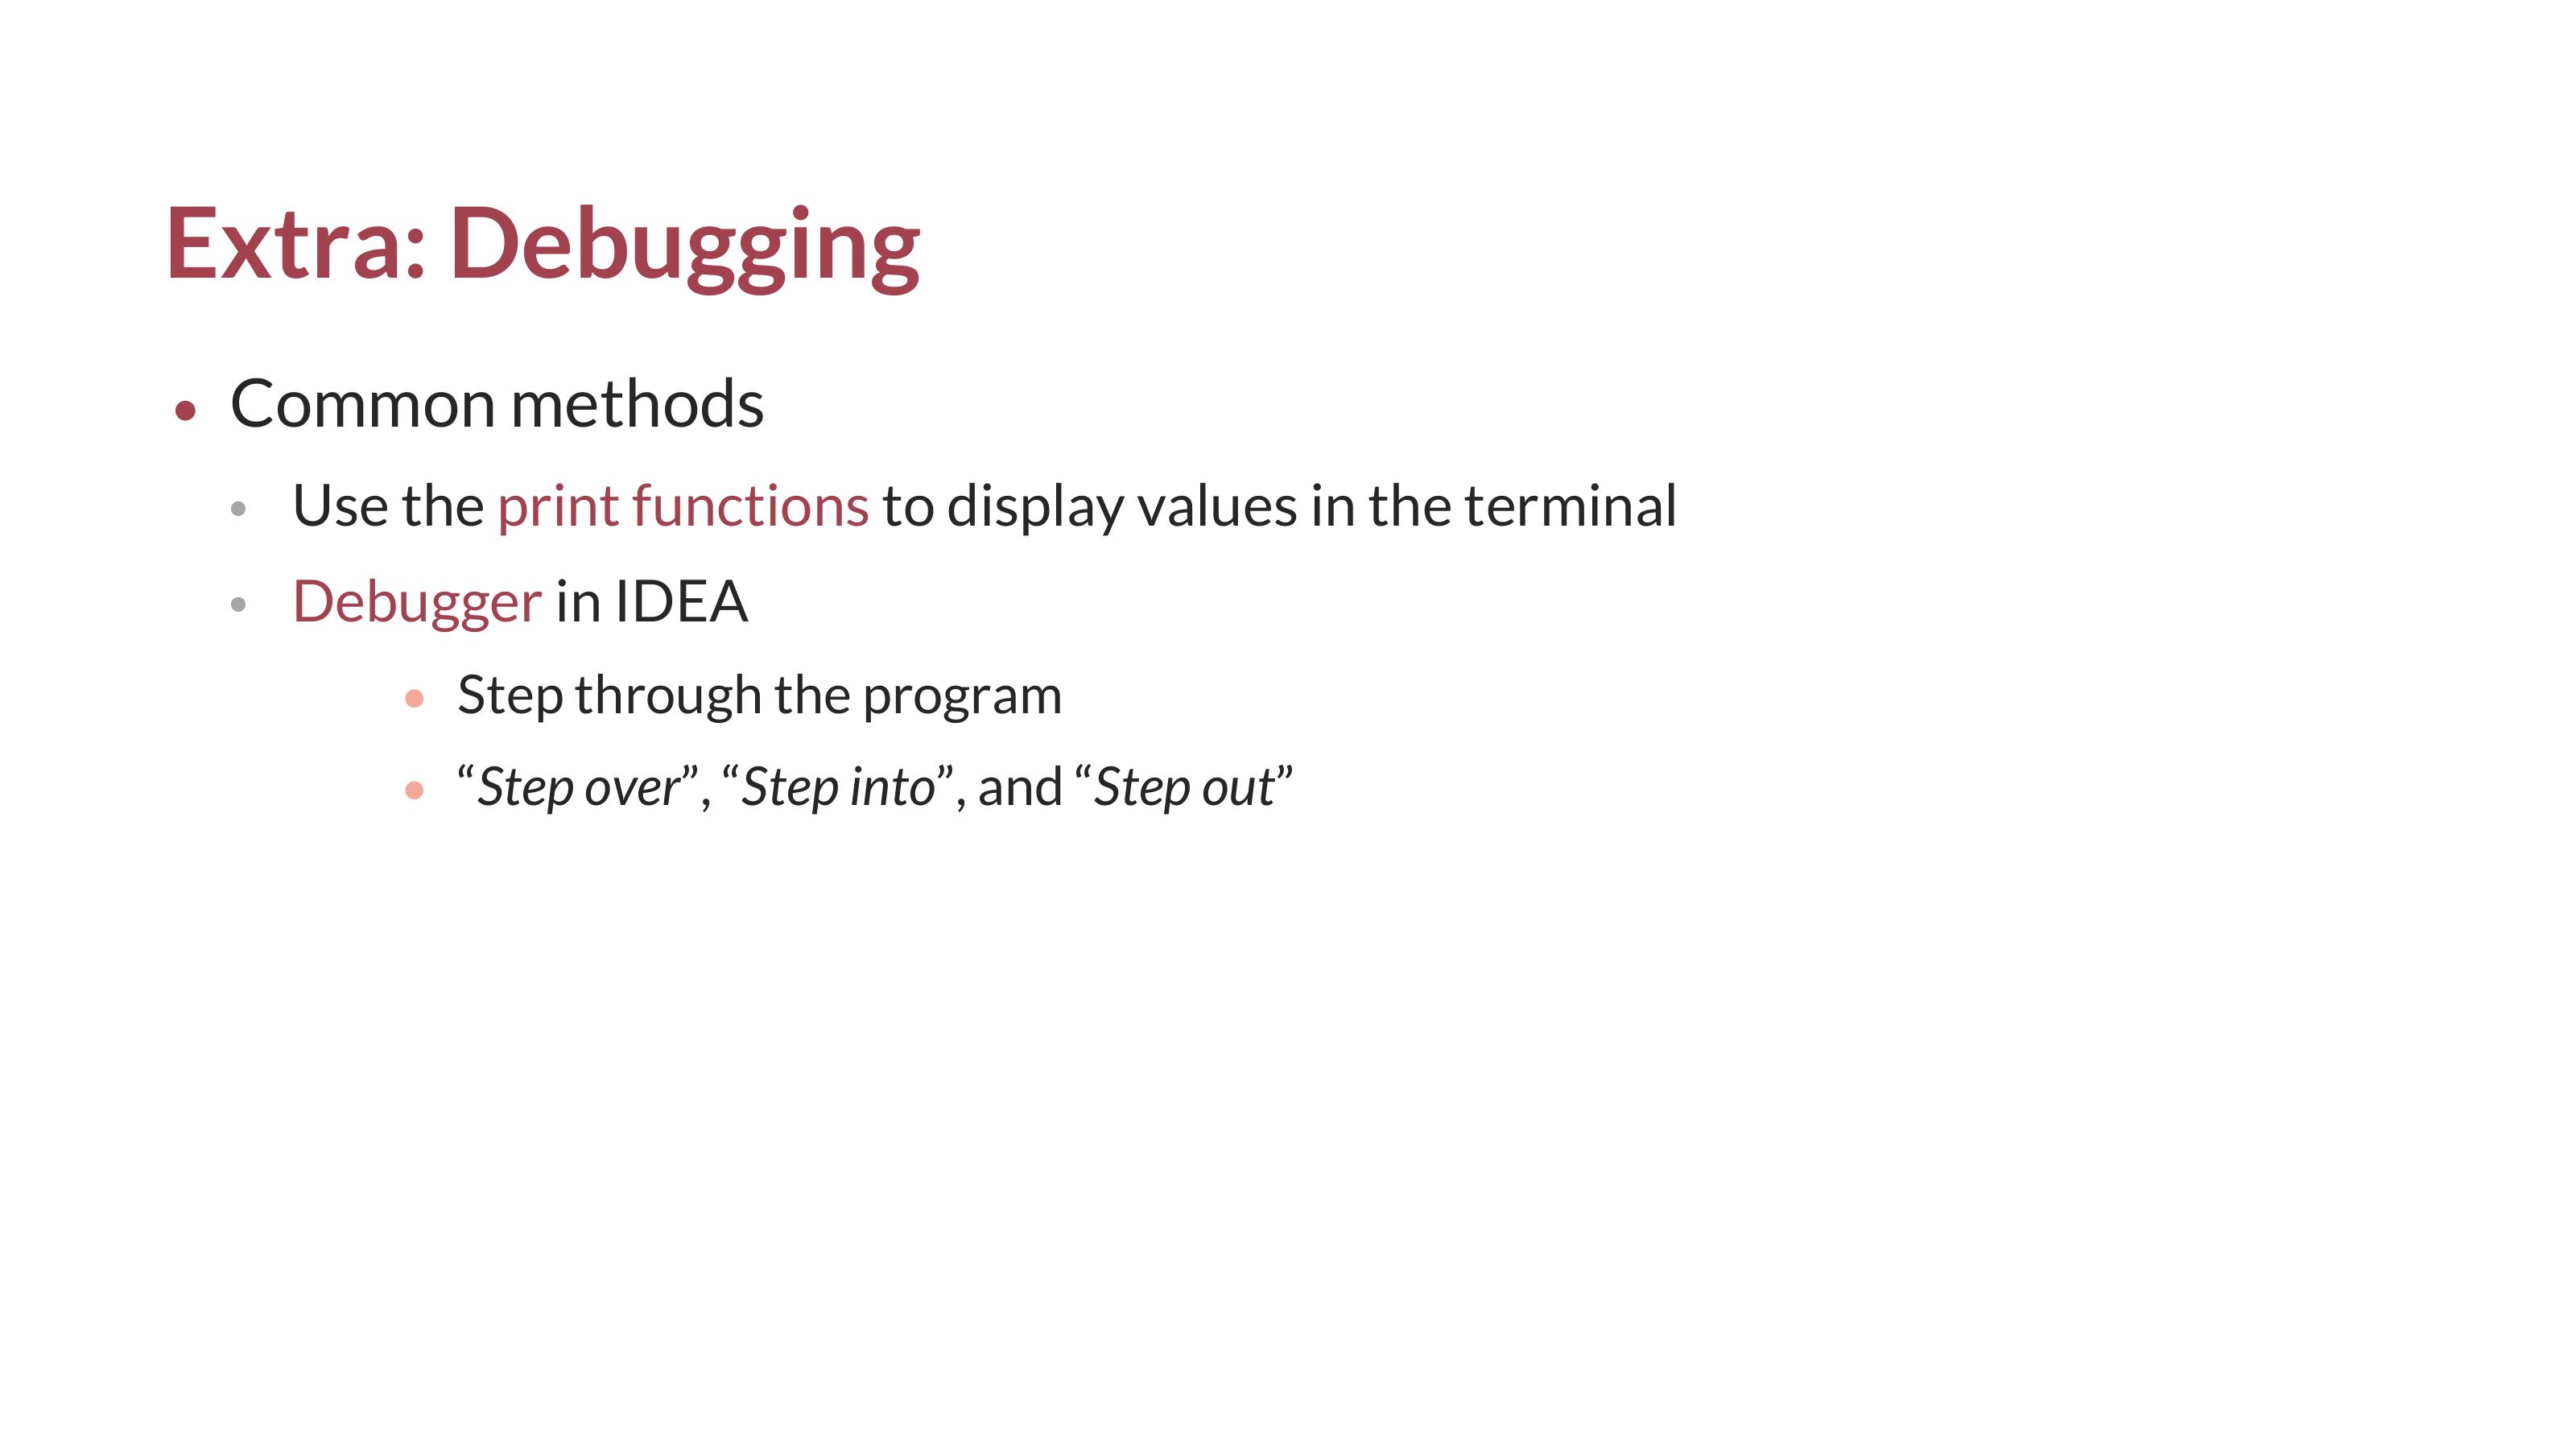 Extra: Debugging
• Common methods
• Use the print functions to display values in the terminal
• Debugger in IDEA
• Step through the program
• “Step over”, “Step into”, and “Step out”